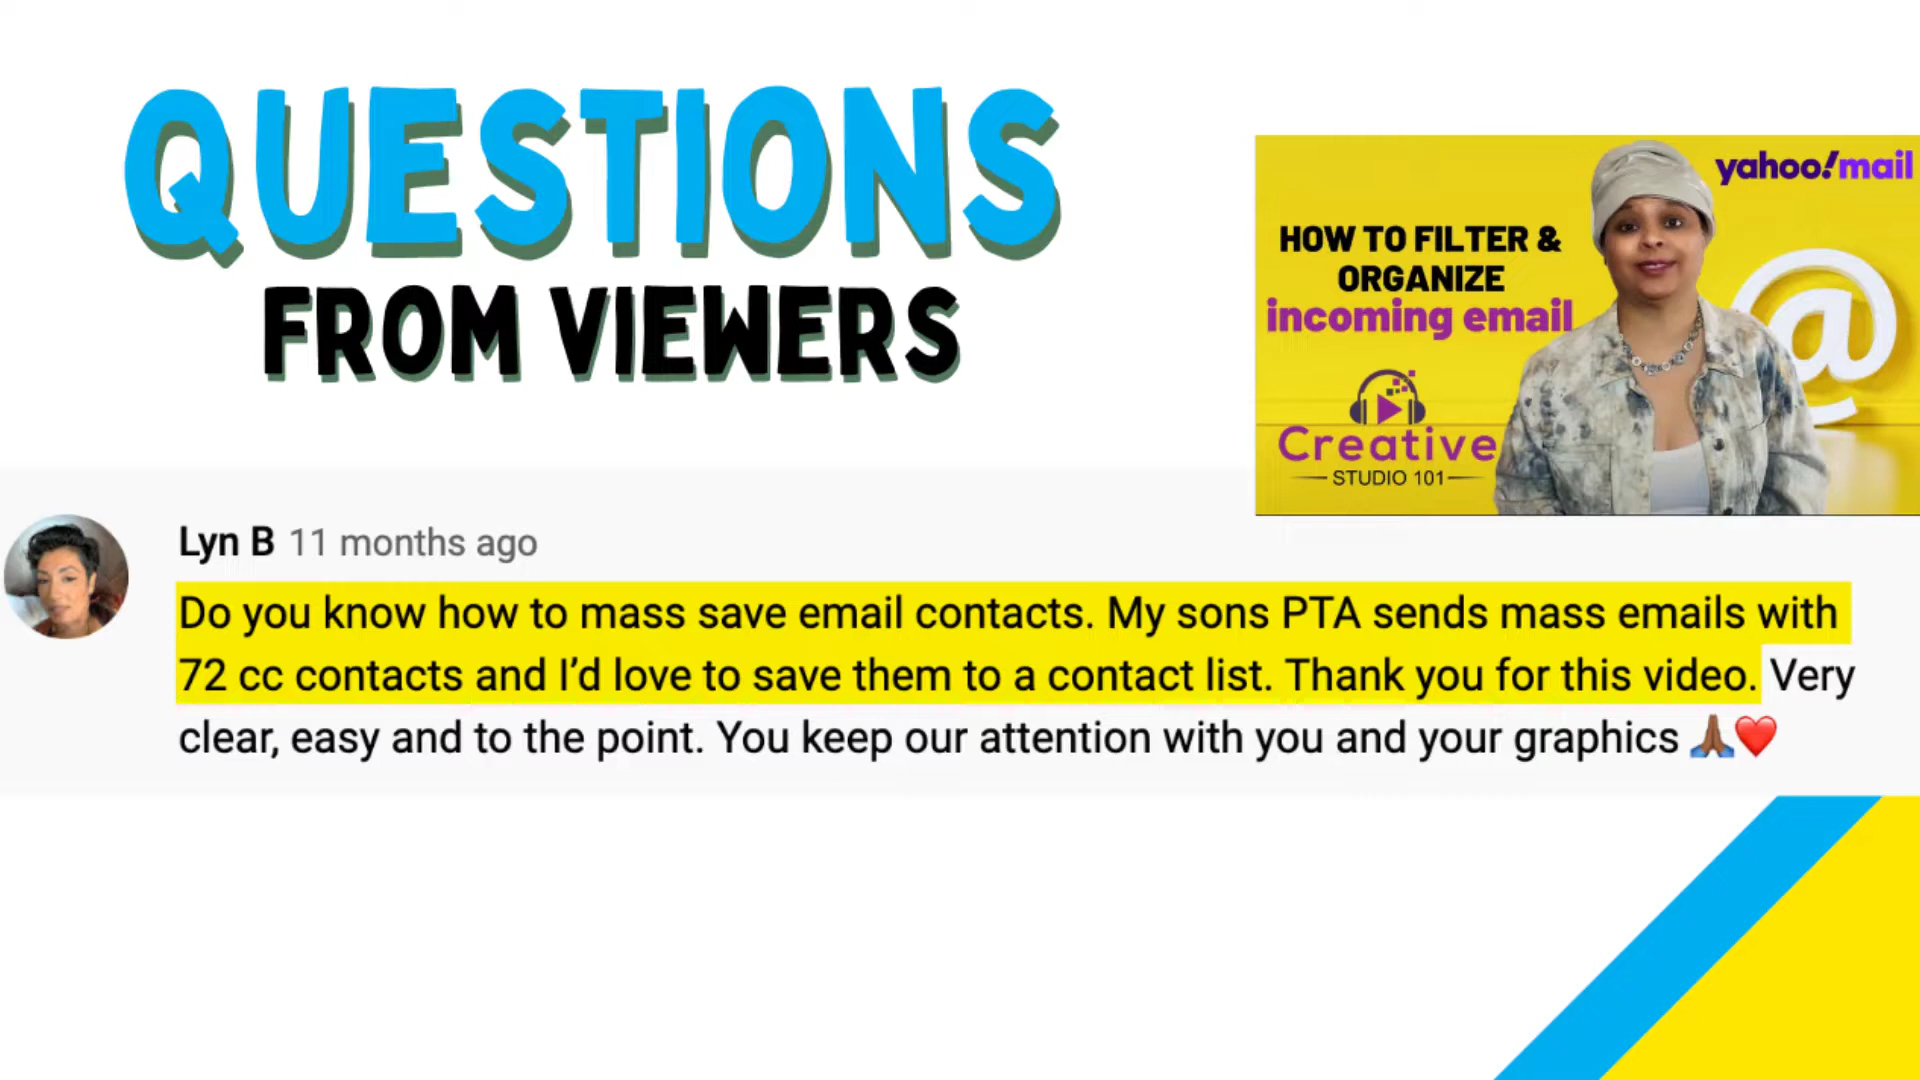 QUESTIONS
FROM VIEWERS
yahoo!mail
HOW TO FILTER &
ORGANIZE
incoming email
@
Creative
STUDIO 101
Lyn B 11 months ago
Do you know how to mass save email contacts. My sons PTA sends mass emails with
72 cc contacts and I’d love to save them to a contact list. Thank you for this video. Very
clear, easy and to the point. You keep our attention with you and your graphics 🙏🏾❤️